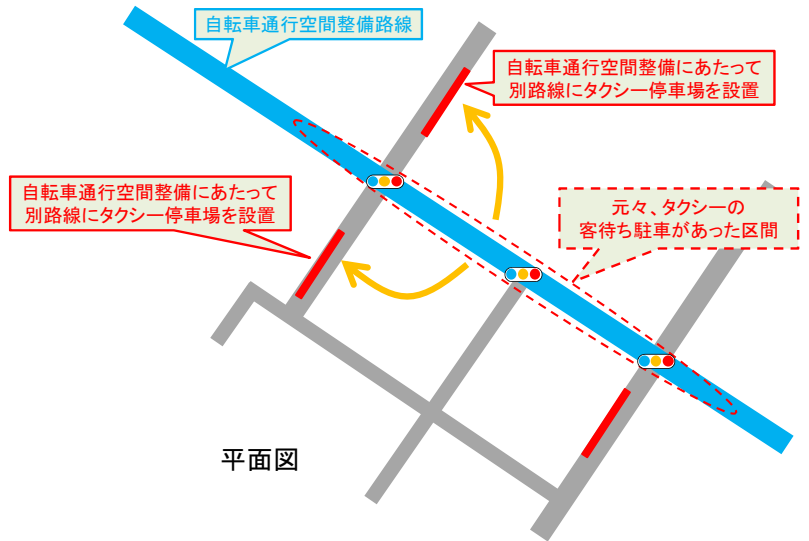 自転車通行空間整備路線
自転車通行空間整備にあたって
別路線にタクシー停車場を設置
自転車通行空間整備にあたって
別路線にタクシー停車場を設置
元々、タクシーの
客待ち駐車があった区間
平面図